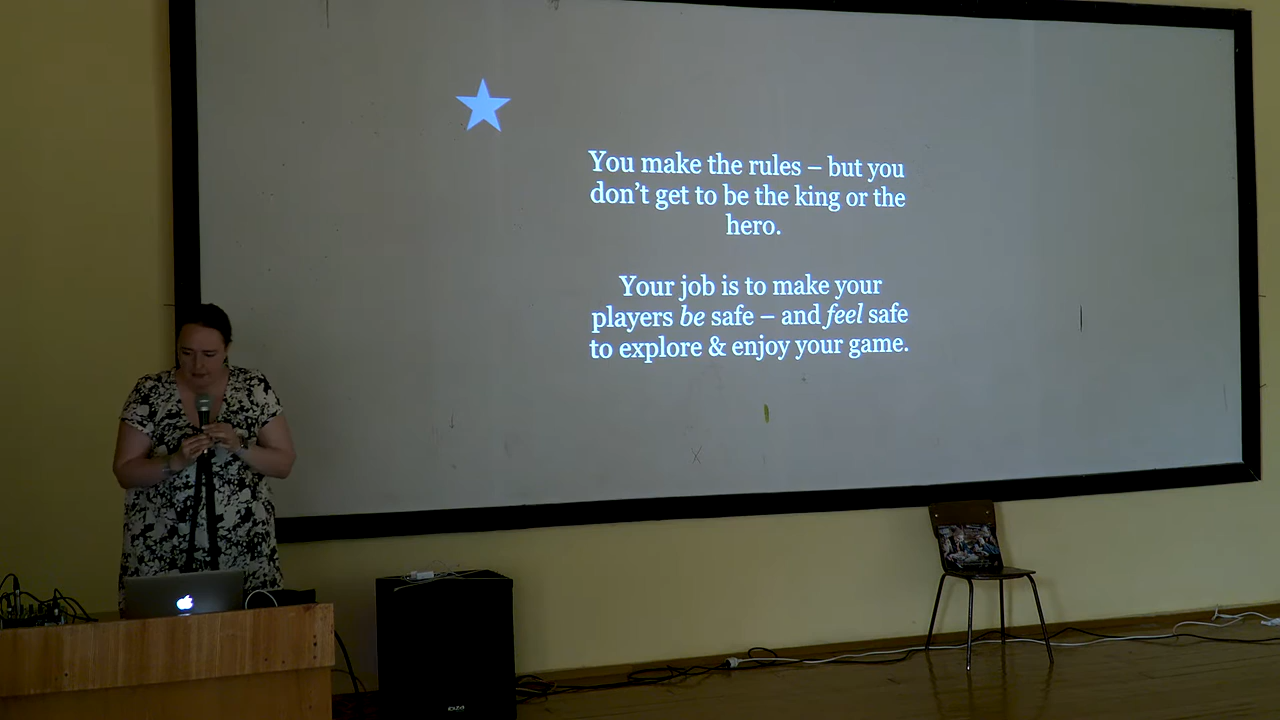 You make the rules – but you
don’t get to be the king or the
hero.
Your job is to make your
players be safe – and feel safe
to explore & enjoy your game.